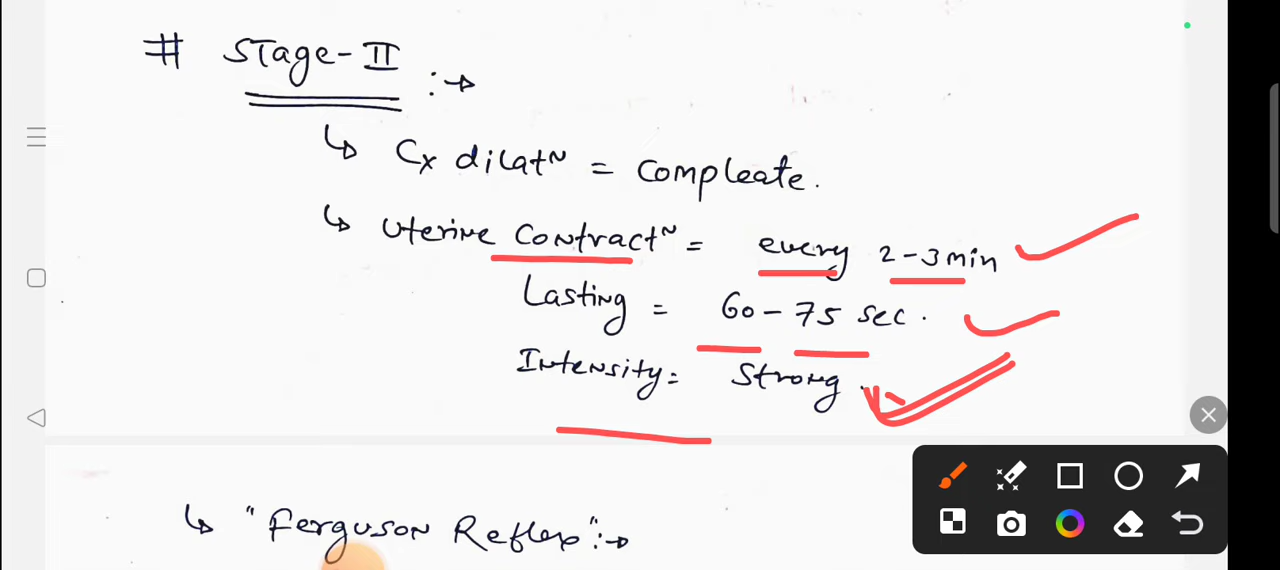 # Stage-II :→
↳ Cx dilatᴺ = Compleate.
↳ Uterine Contractᴺ = every 2-3 min
Lasting = 60-75 sec.
Intensity = Strong.
↳ "Ferguson Reflex" :→